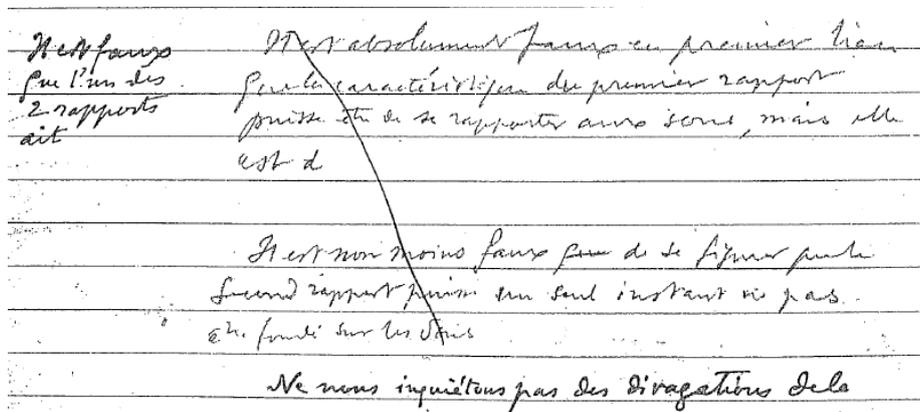 Il est faux
que l'un des
2 rapports
ait
Il est absolument faux en premier lieu
que la caractéristique du premier rapport
puisse être de se rapporter aux sons, mais elle
est d
Il est non moins faux que de se figurer que le
second rapport puisse un seul instant ne pas
être fondé sur les sons
Ne nous inquiétons pas des divagations de la